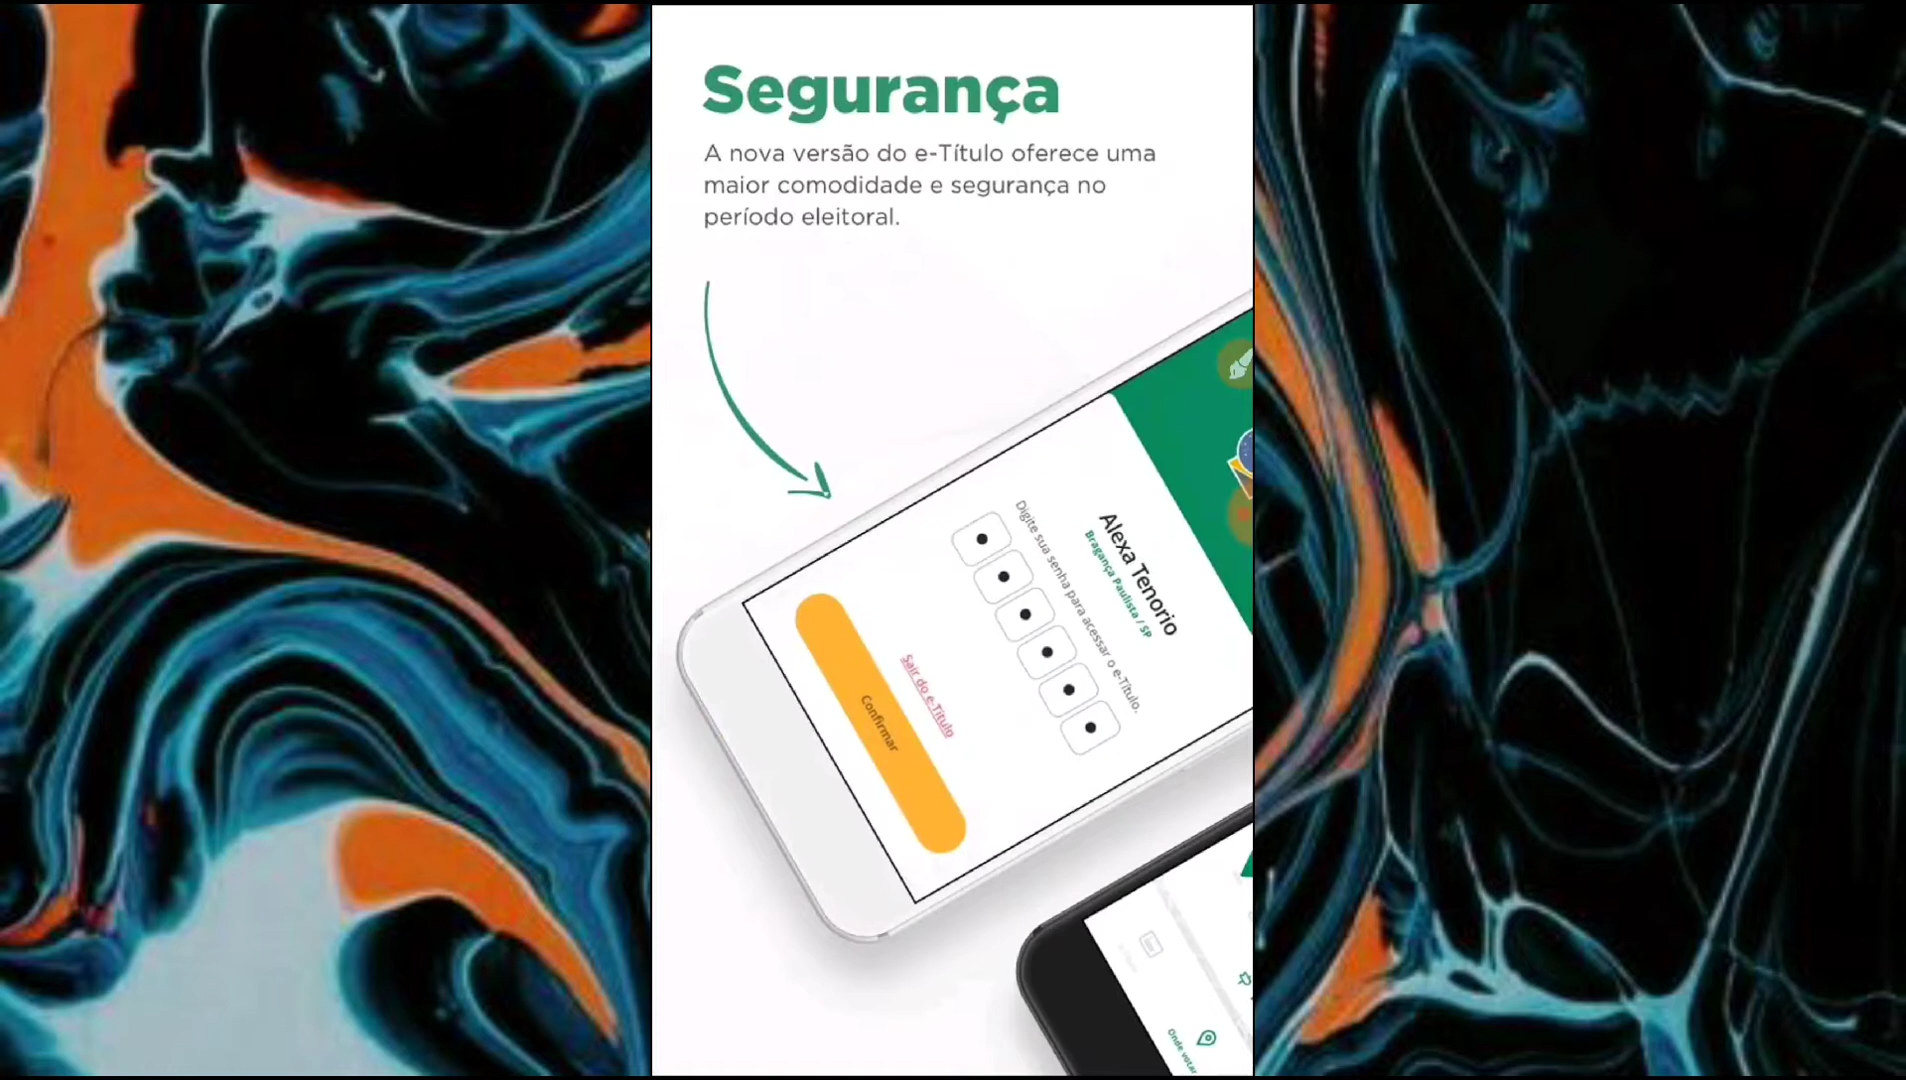 Segurança
A nova versão do e-Título oferece uma
maior comodidade e segurança no
período eleitoral.
Alexa Tenorio
Bragança Paulista / SP
Digite sua senha para acessar o e-Título.
Sair do e-Título
Confirmar
Onde votar